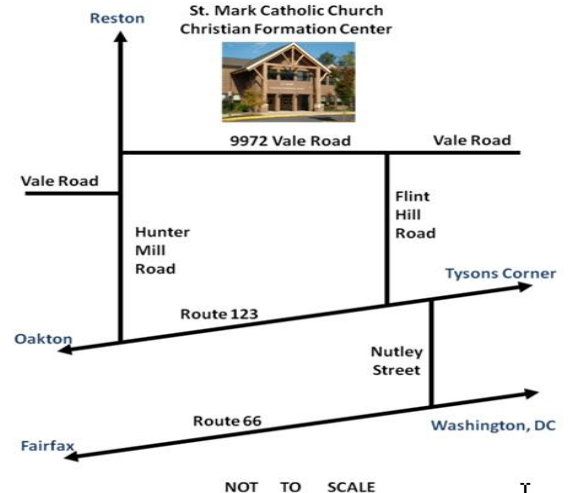 St. Mark Catholic Church
Christian Formation Center
Reston
9972 Vale Road
Vale Road
Vale Road
Flint
Hill
Road
Hunter
Mill
Road
Tysons Corner
Route 123
Oakton
Nutley
Street
Route 66
Washington, DC
Fairfax
NOT TO SCALE